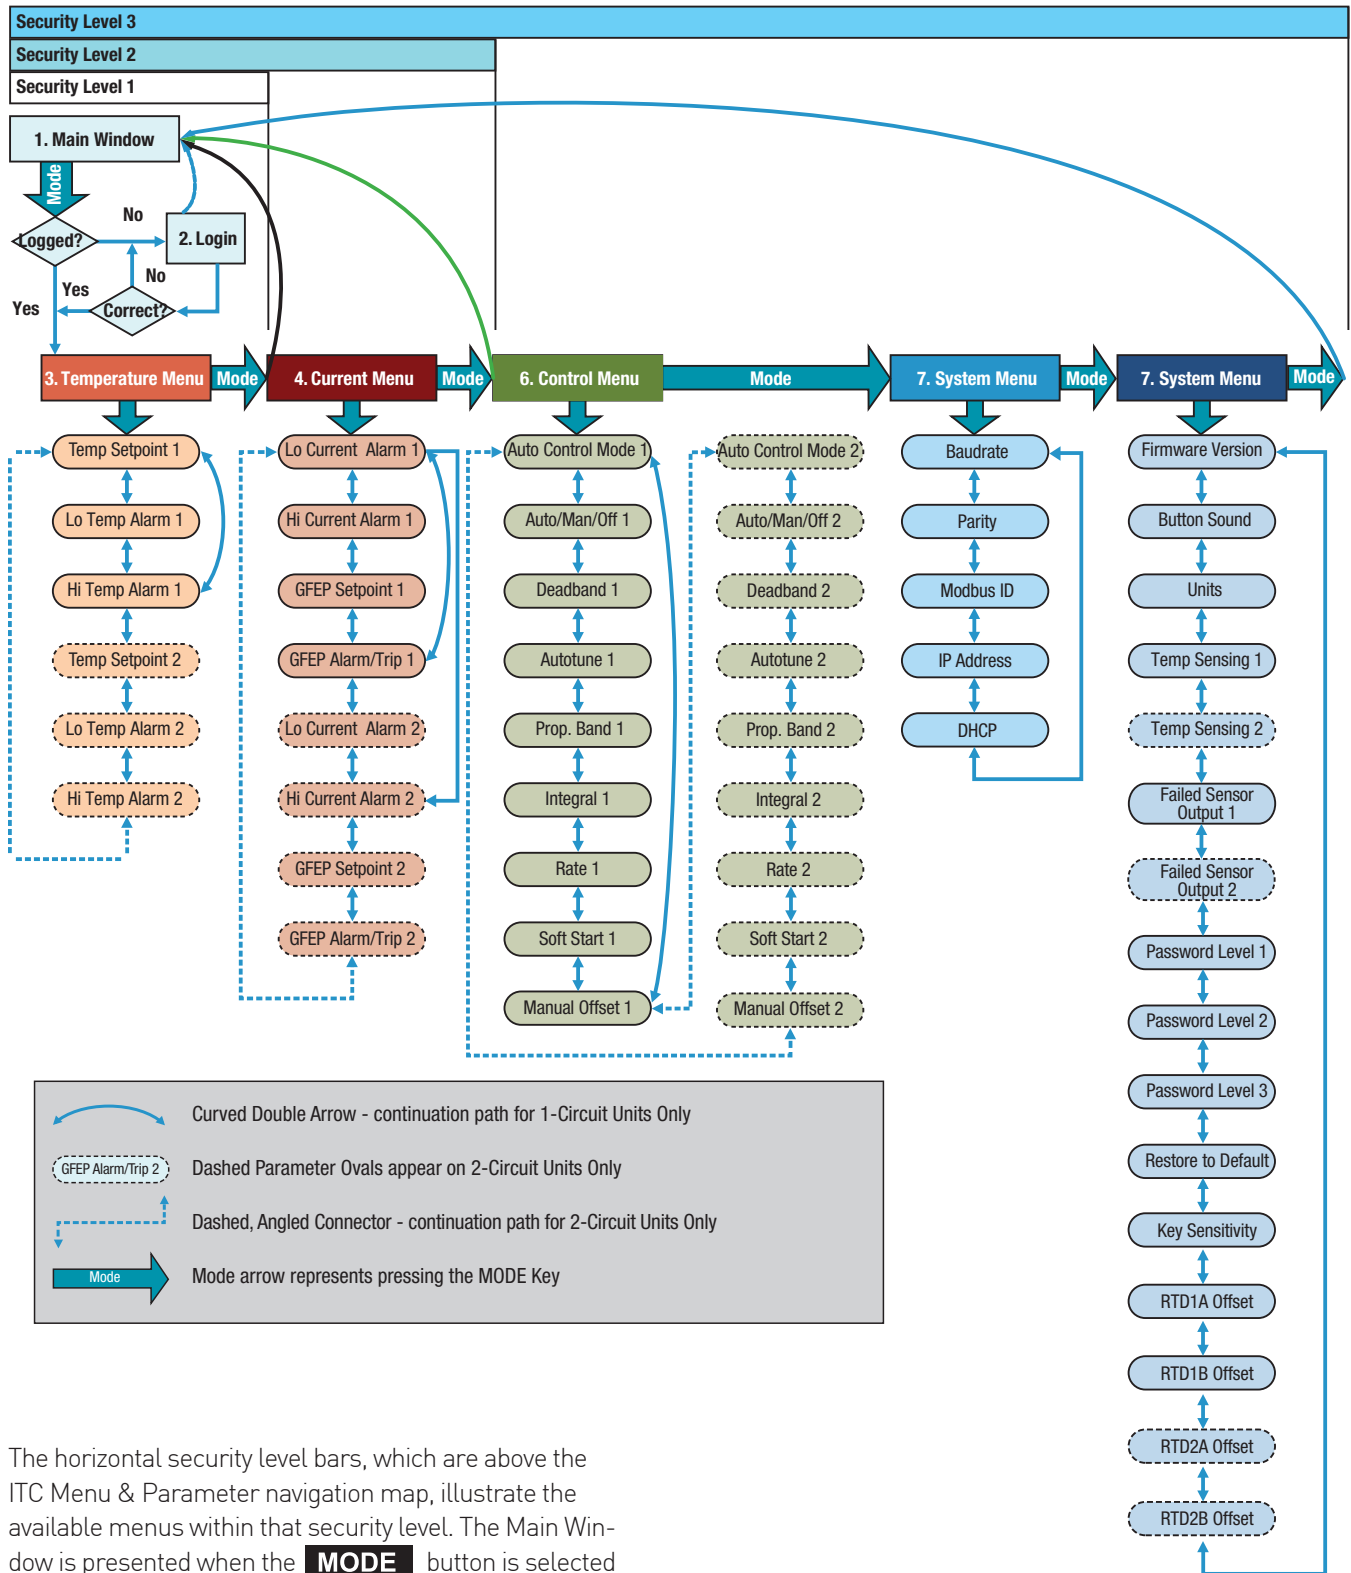 Security Level 3
Security Level 2
Security Level 1
1. Main Window
Mode
Logged?
No
2. Login
No
Yes
Yes
Correct?
3. Temperature Menu
Mode
4. Current Menu
Mode
6. Control Menu
Mode
7. System Menu
Mode
7. System Menu
Mode
Temp Setpoint 1
Lo Temp Alarm 1
Hi Temp Alarm 1
Temp Setpoint 2
Lo Temp Alarm 2
Hi Temp Alarm 2
Lo Current Alarm 1
Hi Current Alarm 1
GFEP Setpoint 1
GFEP Alarm/Trip 1
Lo Current Alarm 2
Hi Current Alarm 2
GFEP Setpoint 2
GFEP Alarm/Trip 2
Auto Control Mode 1
Auto/Man/Off 1
Deadband 1
Autotune 1
Prop. Band 1
Integral 1
Rate 1
Soft Start 1
Manual Offset 1
Auto Control Mode 2
Auto/Man/Off 2
Deadband 2
Autotune 2
Prop. Band 2
Integral 2
Rate 2
Soft Start 2
Manual Offset 2
Baudrate
Parity
Modbus ID
IP Address
DHCP
Firmware Version
Button Sound
Units
Temp Sensing 1
Temp Sensing 2
Failed Sensor
Output 1
Failed Sensor
Output 2
Password Level 1
Password Level 2
Password Level 3
Restore to Default
Key Sensitivity
RTD1A Offset
RTD1B Offset
RTD2A Offset
RTD2B Offset
Curved Double Arrow - continuation path for 1-Circuit Units Only
GFEP Alarm/Trip 2
Dashed Parameter Ovals appear on 2-Circuit Units Only
Dashed, Angled Connector - continuation path for 2-Circuit Units Only
Mode
Mode arrow represents pressing the MODE Key
The horizontal security level bars, which are above the
ITC Menu & Parameter navigation map, illustrate the
available menus within that security level. The Main Win-
dow is presented when the MODE button is selected